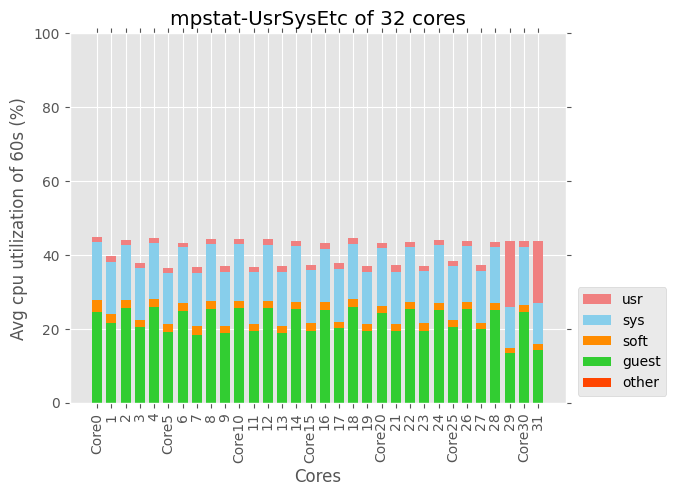 mpstat-UsrSysEtc of 32 cores
Avg cpu utilization of 60s (%)
100
80
60
40
20
0
Core0
1
2
3
4
Core5
6
7
8
9
Core10
11
12
13
14
Core15
16
17
18
19
Core20
21
22
23
24
Core25
26
27
28
29
Core30
31
Cores
usr
sys
soft
guest
other